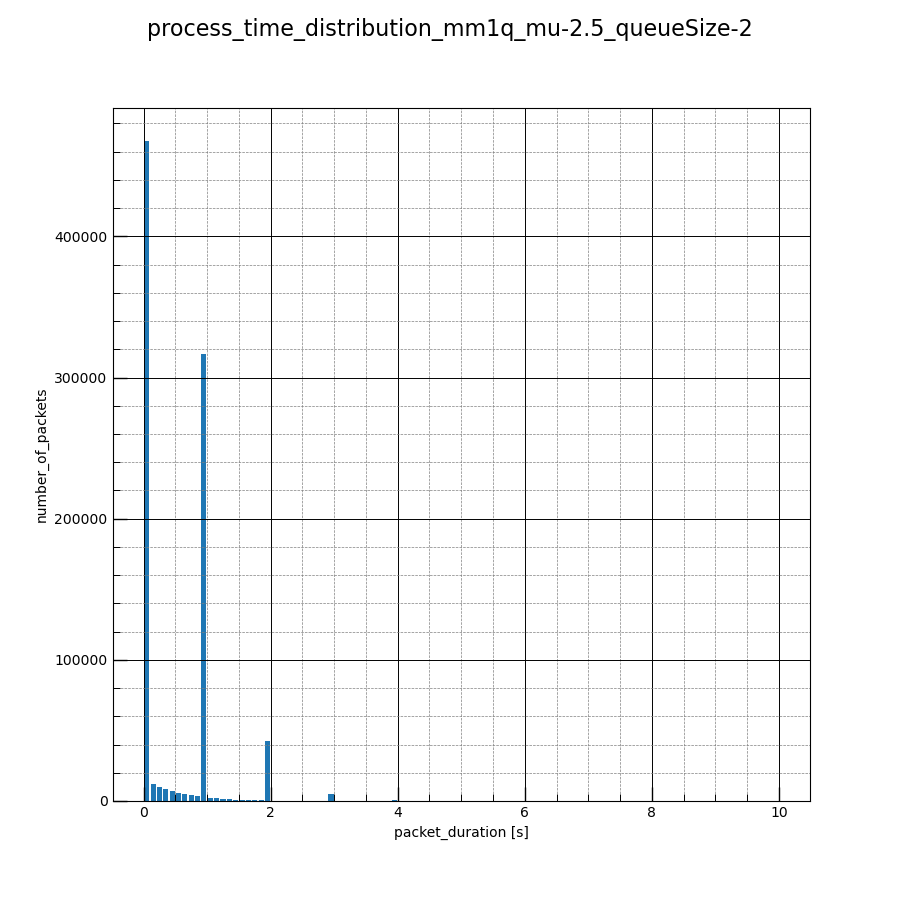 process_time_distribution_mm1q_mu-2.5_queueSize-2
400000
300000
200000
100000
0
number_of_packets
0 2 4 6 8 10
packet_duration [s]